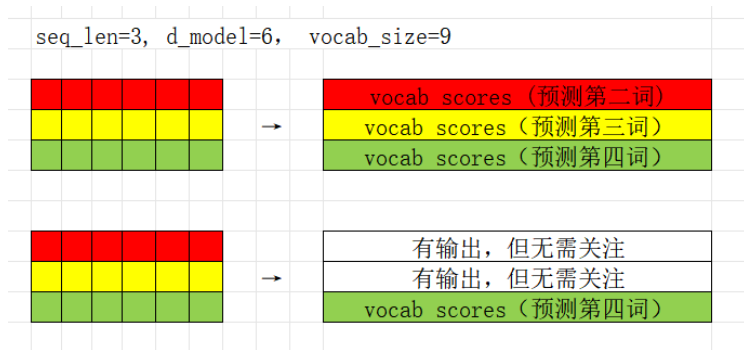 seq_len=3, d_model=6， vocab_size=9
vocab scores (预测第二词)
→ vocab scores（预测第三词）
vocab scores（预测第四词）
有输出，但无需关注
→ 有输出，但无需关注
vocab scores（预测第四词）